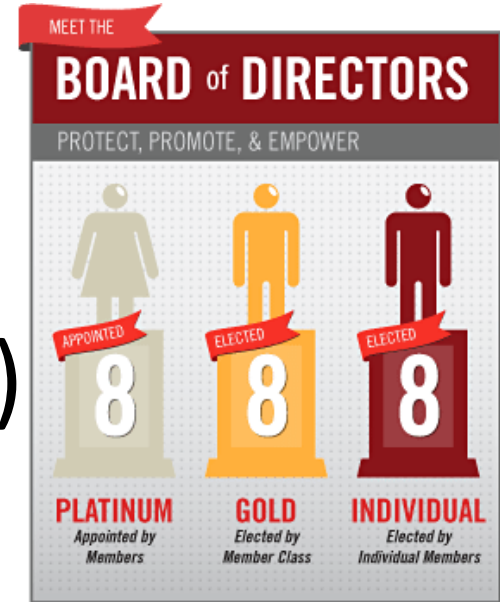 MEET THE
BOARD of DIRECTORS
PROTECT, PROMOTE, & EMPOWER
)
APPOINTED
ELECTED
ELECTED
8
8
8
PLATINUM
GOLD
INDIVIDUAL
Appointed by
Members
Elected by
Member Class
Elected by
Individual Members